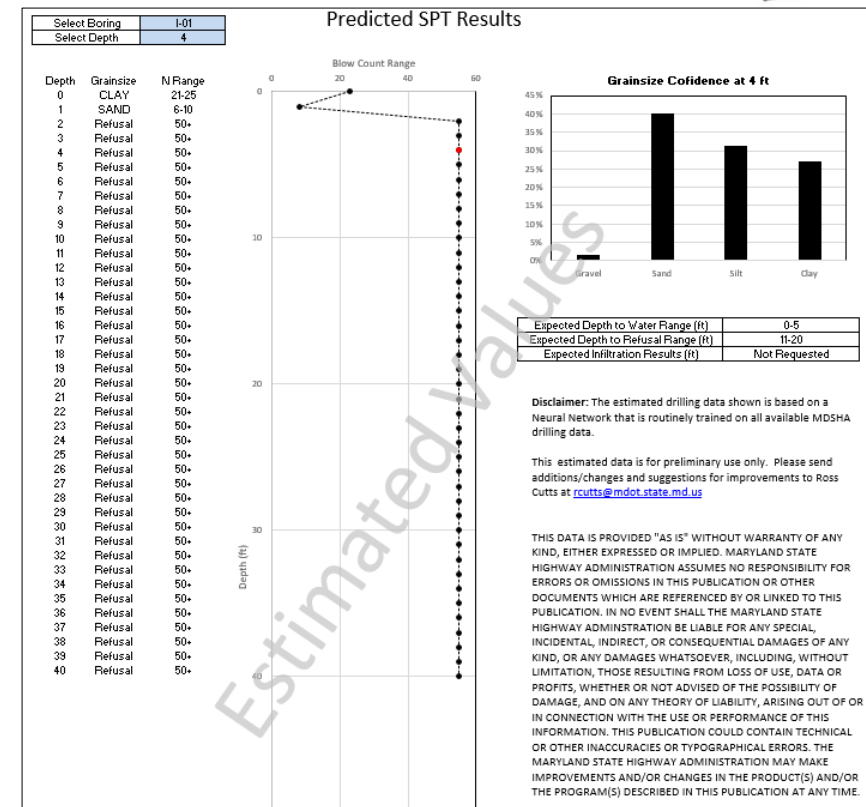 Predicted SPT Results
Select Boring I-01
Select Depth 4
Depth Grainsize N Range
0 CLAY 21-25
1 SAND 6-10
2 Refusal 50+
3 Refusal 50+
4 Refusal 50+
5 Refusal 50+
6 Refusal 50+
7 Refusal 50+
8 Refusal 50+
9 Refusal 50+
10 Refusal 50+
11 Refusal 50+
12 Refusal 50+
13 Refusal 50+
14 Refusal 50+
15 Refusal 50+
16 Refusal 50+
17 Refusal 50+
18 Refusal 50+
19 Refusal 50+
20 Refusal 50+
21 Refusal 50+
22 Refusal 50+
23 Refusal 50+
24 Refusal 50+
25 Refusal 50+
26 Refusal 50+
27 Refusal 50+
28 Refusal 50+
29 Refusal 50+
30 Refusal 50+
31 Refusal 50+
32 Refusal 50+
33 Refusal 50+
34 Refusal 50+
35 Refusal 50+
36 Refusal 50+
37 Refusal 50+
38 Refusal 50+
39 Refusal 50+
40 Refusal 50+
Blow Count Range
0 20 40 60
0
10
20
30
40
Depth (ft)
Estimated Values
Grainsize Cofidence at 4 ft
45%
40%
35%
30%
25%
20%
15%
10%
5%
0%
Gravel Sand Silt Clay
Expected Depth to Water Range (ft) 0-5
Expected Depth to Refusal Range (ft) 11-20
Expected Infiltration Results (ft) Not Requested
Disclaimer: The estimated drilling data shown is based on a
Neural Network that is routinely trained on all available MDSHA
drilling data.
This estimated data is for preliminary use only. Please send
additions/changes and suggestions for improvements to Ross
Cutts at rcutts@mdot.state.md.us
THIS DATA IS PROVIDED "AS IS" WITHOUT WARRANTY OF ANY
KIND, EITHER EXPRESSED OR IMPLIED. MARYLAND STATE
HIGHWAY ADMINISTRATION ASSUMES NO RESPONSIBILITY FOR
ERRORS OR OMISSIONS IN THIS PUBLICATION OR OTHER
DOCUMENTS WHICH ARE REFERENCED BY OR LINKED TO THIS
PUBLICATION. IN NO EVENT SHALL THE MARYLAND STATE
HIGHWAY ADMINSTRATION BE LIABLE FOR ANY SPECIAL,
INCIDENTAL, INDIRECT, OR CONSEQUENTIAL DAMAGES OF ANY
KIND, OR ANY DAMAGES WHATSOEVER, INCLUDING, WITHOUT
LIMITATION, THOSE RESULTING FROM LOSS OF USE, DATA OR
PROFITS, WHETHER OR NOT ADVISED OF THE POSSIBILITY OF
DAMAGE, AND ON ANY THEORY OF LIABILITY, ARISING OUT OF OR
IN CONNECTION WITH THE USE OR PERFORMANCE OF THIS
INFORMATION. THIS PUBLICATION COULD CONTAIN TECHNICAL
OR OTHER INACCURACIES OR TYPOGRAPHICAL ERRORS. THE
MARYLAND STATE HIGHWAY ADMINISTRATION MAY MAKE
IMPROVEMENTS AND/OR CHANGES IN THE PRODUCT(S) AND/OR
THE PROGRAM(S) DESCRIBED IN THIS PUBLICATION AT ANY TIME.